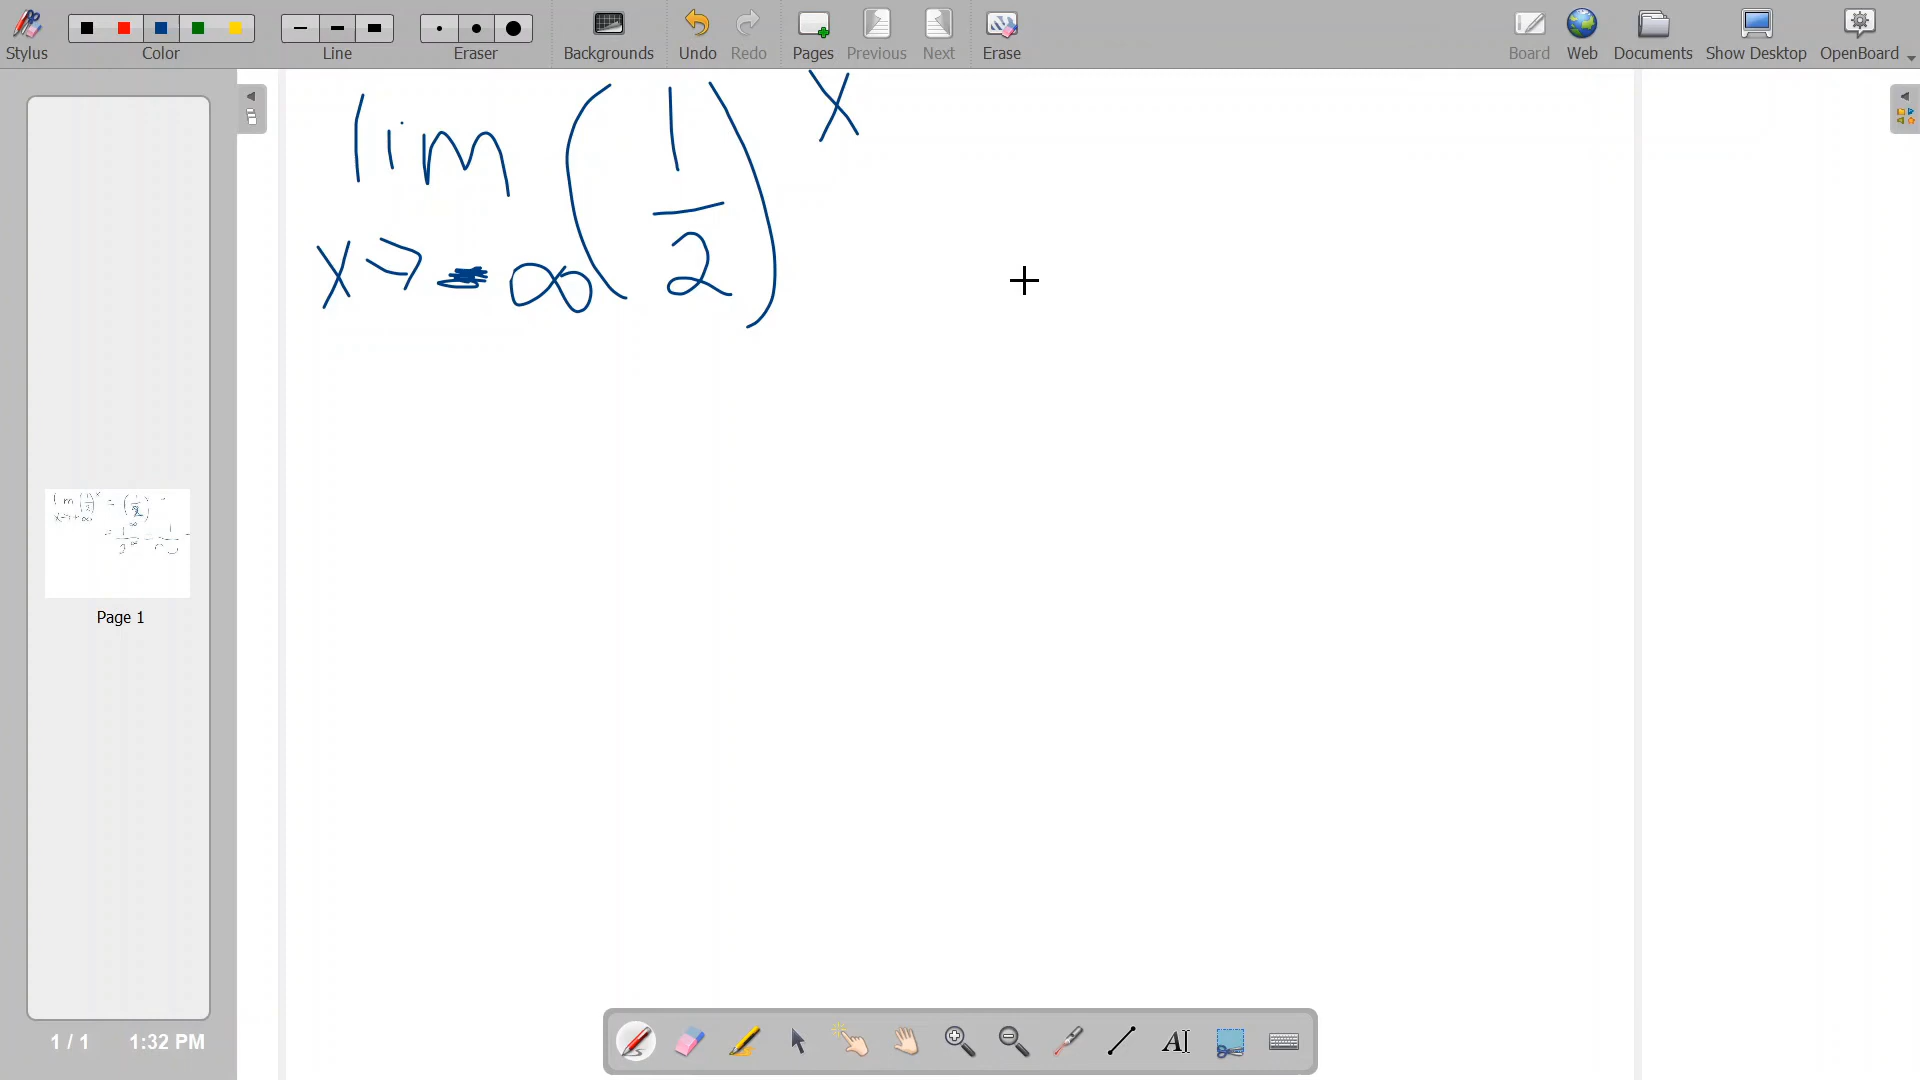 Stylus Color Line Eraser Backgrounds Undo Redo Pages Previous Next Erase Board Web Documents Show Desktop OpenBoard
lim (1/2)^x
x→-∞
Page 1
1 / 1 1:32 PM